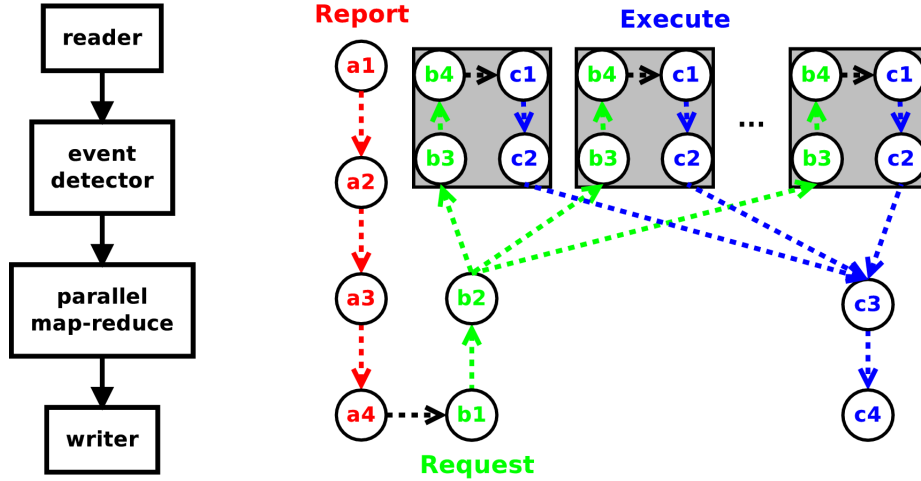 reader
event
detector
parallel
map-reduce
writer
Report
Execute
a1
b4
c1
b4
c1
b4
c1
...
b3
c2
b3
c2
b3
c2
a2
a3
b2
c3
a4
b1
c4
Request